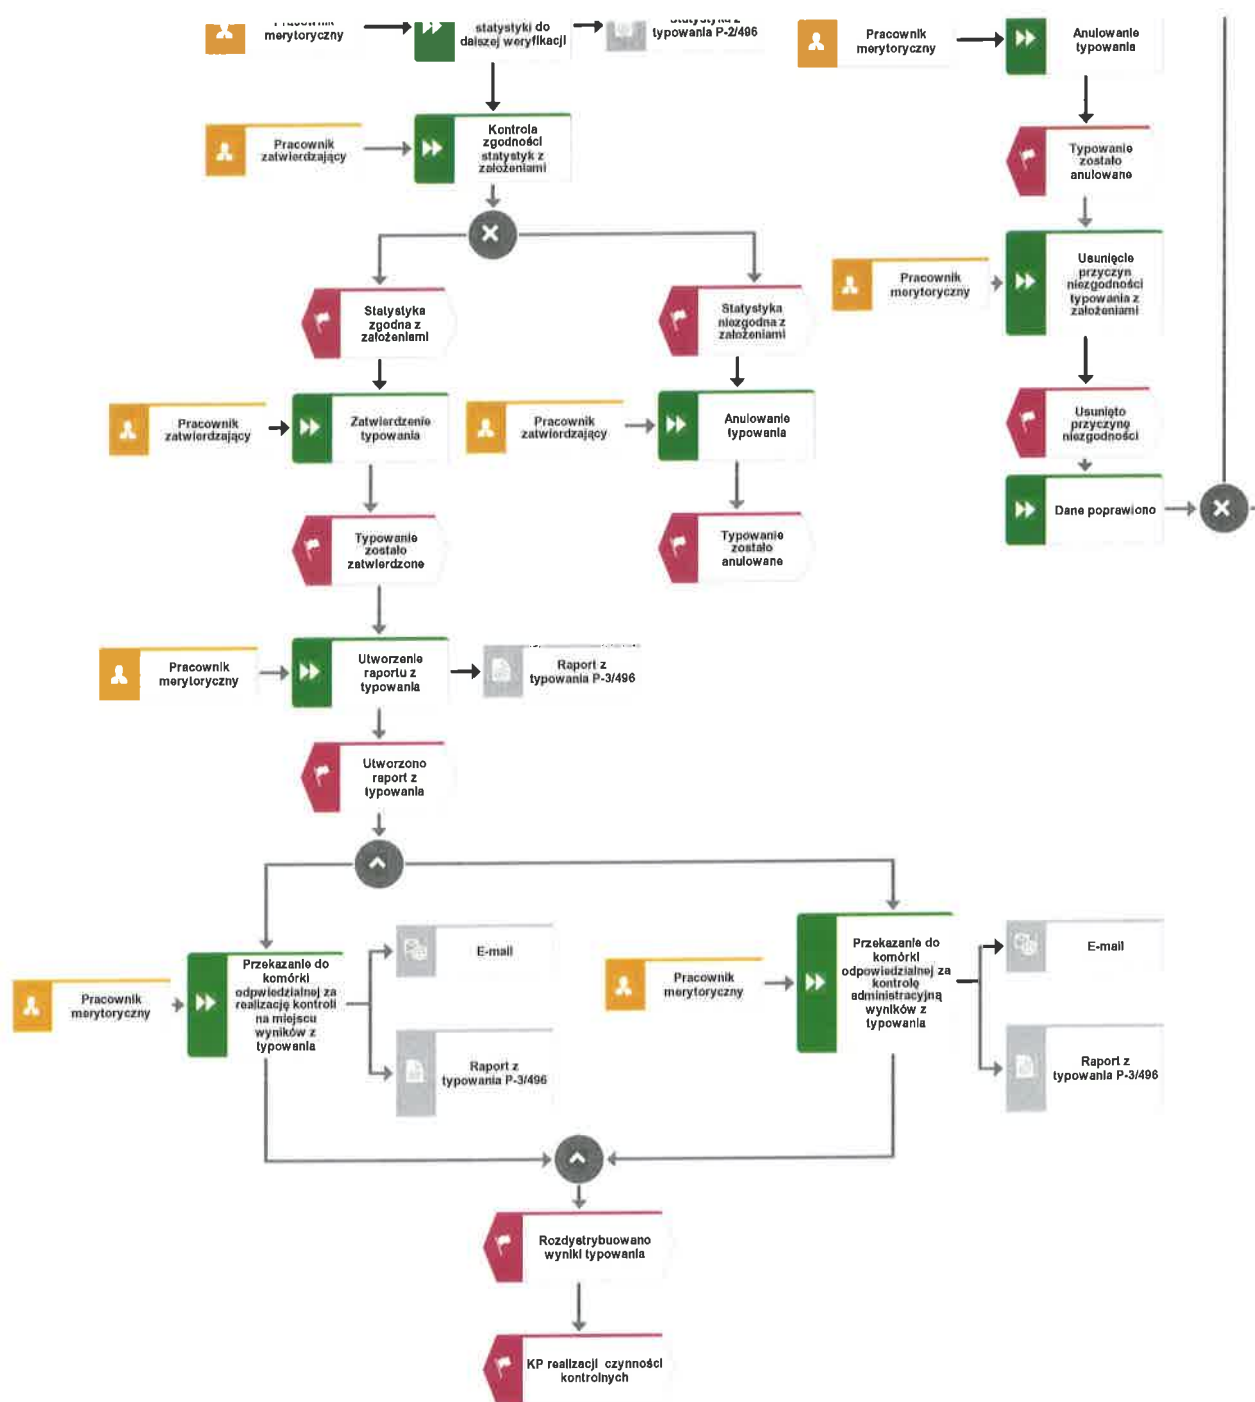 merytoryczny
statystyki do
dalszej weryfikacji
Statystyka z
typowania P-2/496
Pracownik
merytoryczny
Anulowanie
typowania
Pracownik
zatwierdzający
Kontrola
zgodności
statystyk z
założeniami
Typowanie
zostało
anulowane
Statystyka
zgodna z
założeniami
Statystyka
niezgodna z
założeniami
Pracownik
merytoryczny
Usunięcie
przyczyn
niezgodności
typowania z
założeniami
Pracownik
zatwierdzający
Zatwierdzenie
typowania
Pracownik
zatwierdzający
Anulowanie
typowania
Usunięto
przyczynę
niezgodności
Dane poprawiono
Typowanie
zostało
zatwierdzone
Typowanie
zostało
anulowane
Pracownik
merytoryczny
Utworzenie
raportu z
typowania
Raport z
typowania P-3/496
Utworzono
raport z
typowania
Pracownik
merytoryczny
Przekazanie do
komórki
odpwiedzialnej za
realizację kontroli
na miejscu
wyników z
typowania
E-mail
Raport z
typowania P-3/496
Pracownik
merytoryczny
Przekazanie do
komórki
odpowiedzialnej za
kontrolę
administracyjną
wyników z
typowania
E-mail
Raport z
typowania P-3/496
Rozdystrybuowano
wyniki typowania
KP realizacji czynności
kontrolnych